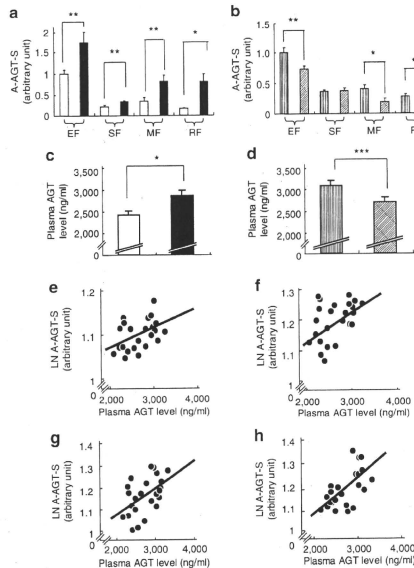 a
b
A-AGT-S
(arbitrary unit)
2
1.5
1
0.5
0
**
**
**
*
EF
SF
MF
RF
A-AGT-S
(arbitrary unit)
1.5
1.0
0.5
0
**
*
EF
SF
MF
c
d
Plasma AGT
level (ng/ml)
3,500
3,000
2,500
0
*
Plasma AGT
level (ng/ml)
3,500
3,000
2,500
0
***
e
f
LN A-AGT-S
(arbitrary unit)
1.2
1.1
1
0
2,000
3,000
4,000
Plasma AGT level (ng/ml)
LN A-AGT-S
(arbitrary unit)
1.3
1.2
1.1
1
0
2,000
3,000
4,000
Plasma AGT level (ng/ml)
g
h
LN A-AGT-S
(arbitrary unit)
1.4
1.3
1.2
1.1
1
0
2,000
3,000
4,000
Plasma AGT level (ng/ml)
LN A-AGT-S
(arbitrary unit)
1.4
1.3
1.2
1.1
1
0
2,000
3,000
4,000
Plasma AGT level (ng/ml)